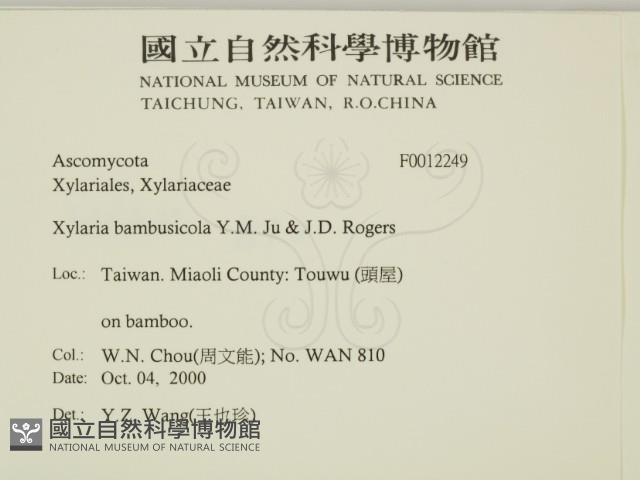 國立自然科學博物館
NATIONAL MUSEUM OF NATURAL SCIENCE
TAICHUNG, TAIWAN, R.O.CHINA
Ascomycota F0012249
Xylariales, Xylariaceae
Xylaria bambusicola Y.M. Ju & J.D. Rogers
Loc.: Taiwan. Miaoli County: Touwu (頭屋)
on bamboo.
Col.: W.N. Chou(周文能); No. WAN 810
Date: Oct. 04, 2000
Det.: Y.Z. Wang(王也珍)
國立自然科學博物館
NATIONAL MUSEUM OF NATURAL SCIENCE